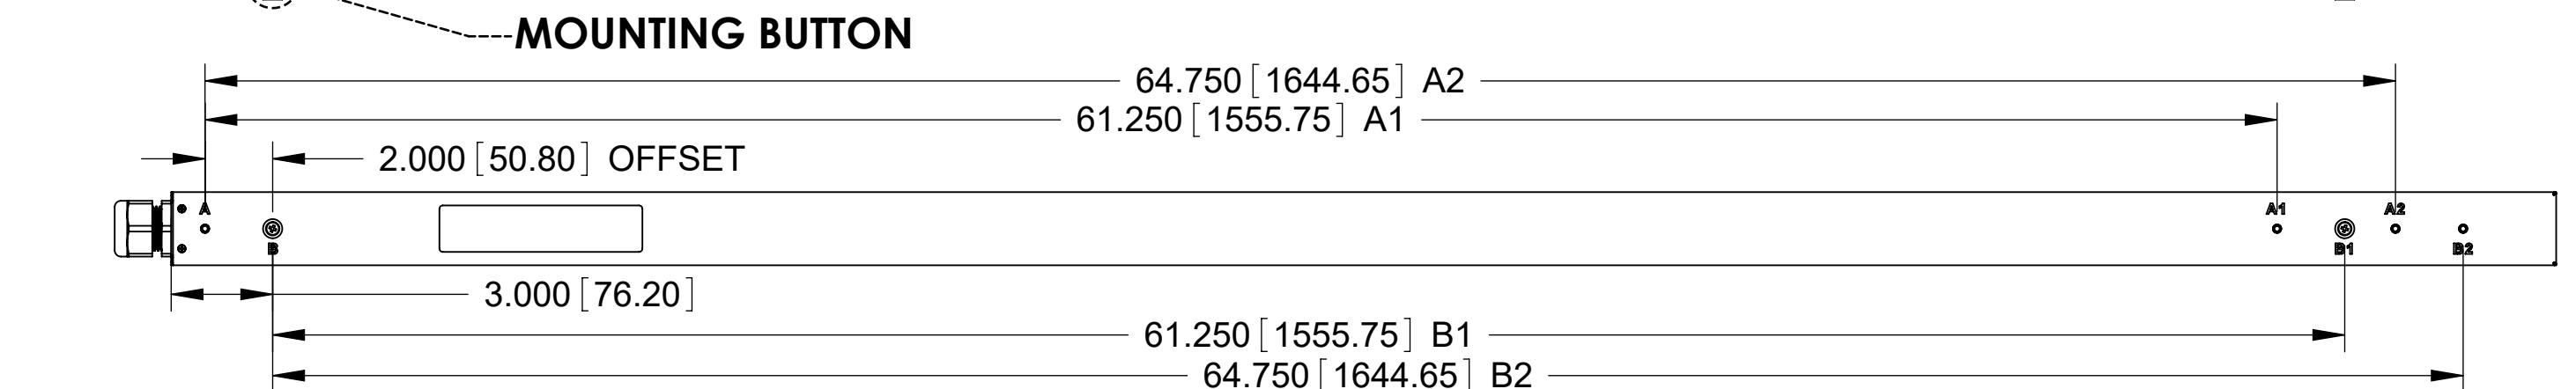 MOUNTING BUTTON
64.750 [1644.65] A2
61.250 [1555.75] A1
2.000 [50.80] OFFSET
A A1 A2
B B1 B2
3.000 [76.20]
61.250 [1555.75] B1
64.750 [1644.65] B2